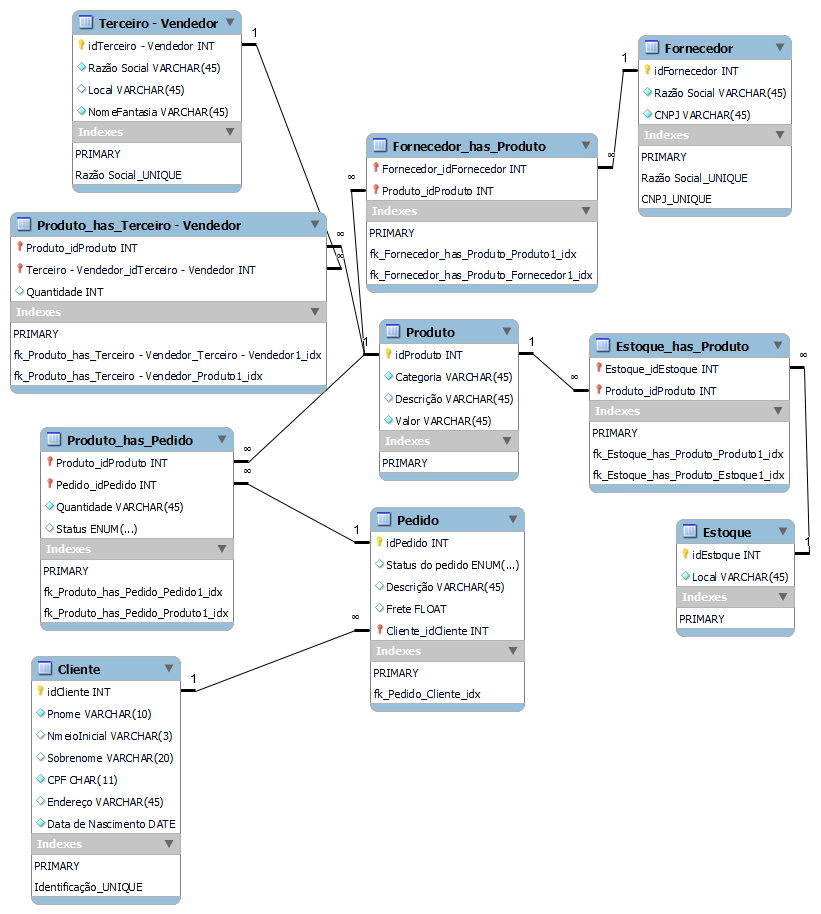 Terceiro - Vendedor
idTerceiro - Vendedor INT
Razão Social VARCHAR(45)
Local VARCHAR(45)
NomeFantasia VARCHAR(45)
Indexes
PRIMARY
Razão Social_UNIQUE
1
Fornecedor
idFornecedor INT
Razão Social VARCHAR(45)
CNPJ VARCHAR(45)
Indexes
PRIMARY
Razão Social_UNIQUE
CNPJ_UNIQUE
1
Fornecedor_has_Produto
Fornecedor_idFornecedor INT
Produto_idProduto INT
Indexes
PRIMARY
fk_Fornecedor_has_Produto_Produto1_idx
fk_Fornecedor_has_Produto_Fornecedor1_idx
∞
∞
Produto_has_Terceiro - Vendedor
Produto_idProduto INT
Terceiro - Vendedor_idTerceiro - Vendedor INT
Quantidade INT
Indexes
PRIMARY
fk_Produto_has_Terceiro - Vendedor_Terceiro - Vendedor1_idx
fk_Produto_has_Terceiro - Vendedor_Produto1_idx
∞
∞
Produto
idProduto INT
Categoria VARCHAR(45)
Descrição VARCHAR(45)
Valor VARCHAR(45)
Indexes
PRIMARY
1
1
Estoque_has_Produto
Estoque_idEstoque INT
Produto_idProduto INT
Indexes
PRIMARY
fk_Estoque_has_Produto_Produto1_idx
fk_Estoque_has_Produto_Estoque1_idx
∞
∞
Produto_has_Pedido
Produto_idProduto INT
Pedido_idPedido INT
Quantidade VARCHAR(45)
Status ENUM(...)
Indexes
PRIMARY
fk_Produto_has_Pedido_Pedido1_idx
fk_Produto_has_Pedido_Produto1_idx
∞
∞
Pedido
idPedido INT
Status do pedido ENUM(...)
Descrição VARCHAR(45)
Frete FLOAT
Cliente_idCliente INT
Indexes
PRIMARY
fk_Pedido_Cliente_idx
1
∞
Estoque
idEstoque INT
Local VARCHAR(45)
Indexes
PRIMARY
1
Cliente
idCliente INT
Pnome VARCHAR(10)
NmeioInicial VARCHAR(3)
Sobrenome VARCHAR(20)
CPF CHAR(11)
Endereço VARCHAR(45)
Data de Nascimento DATE
Indexes
PRIMARY
Identificação_UNIQUE
1